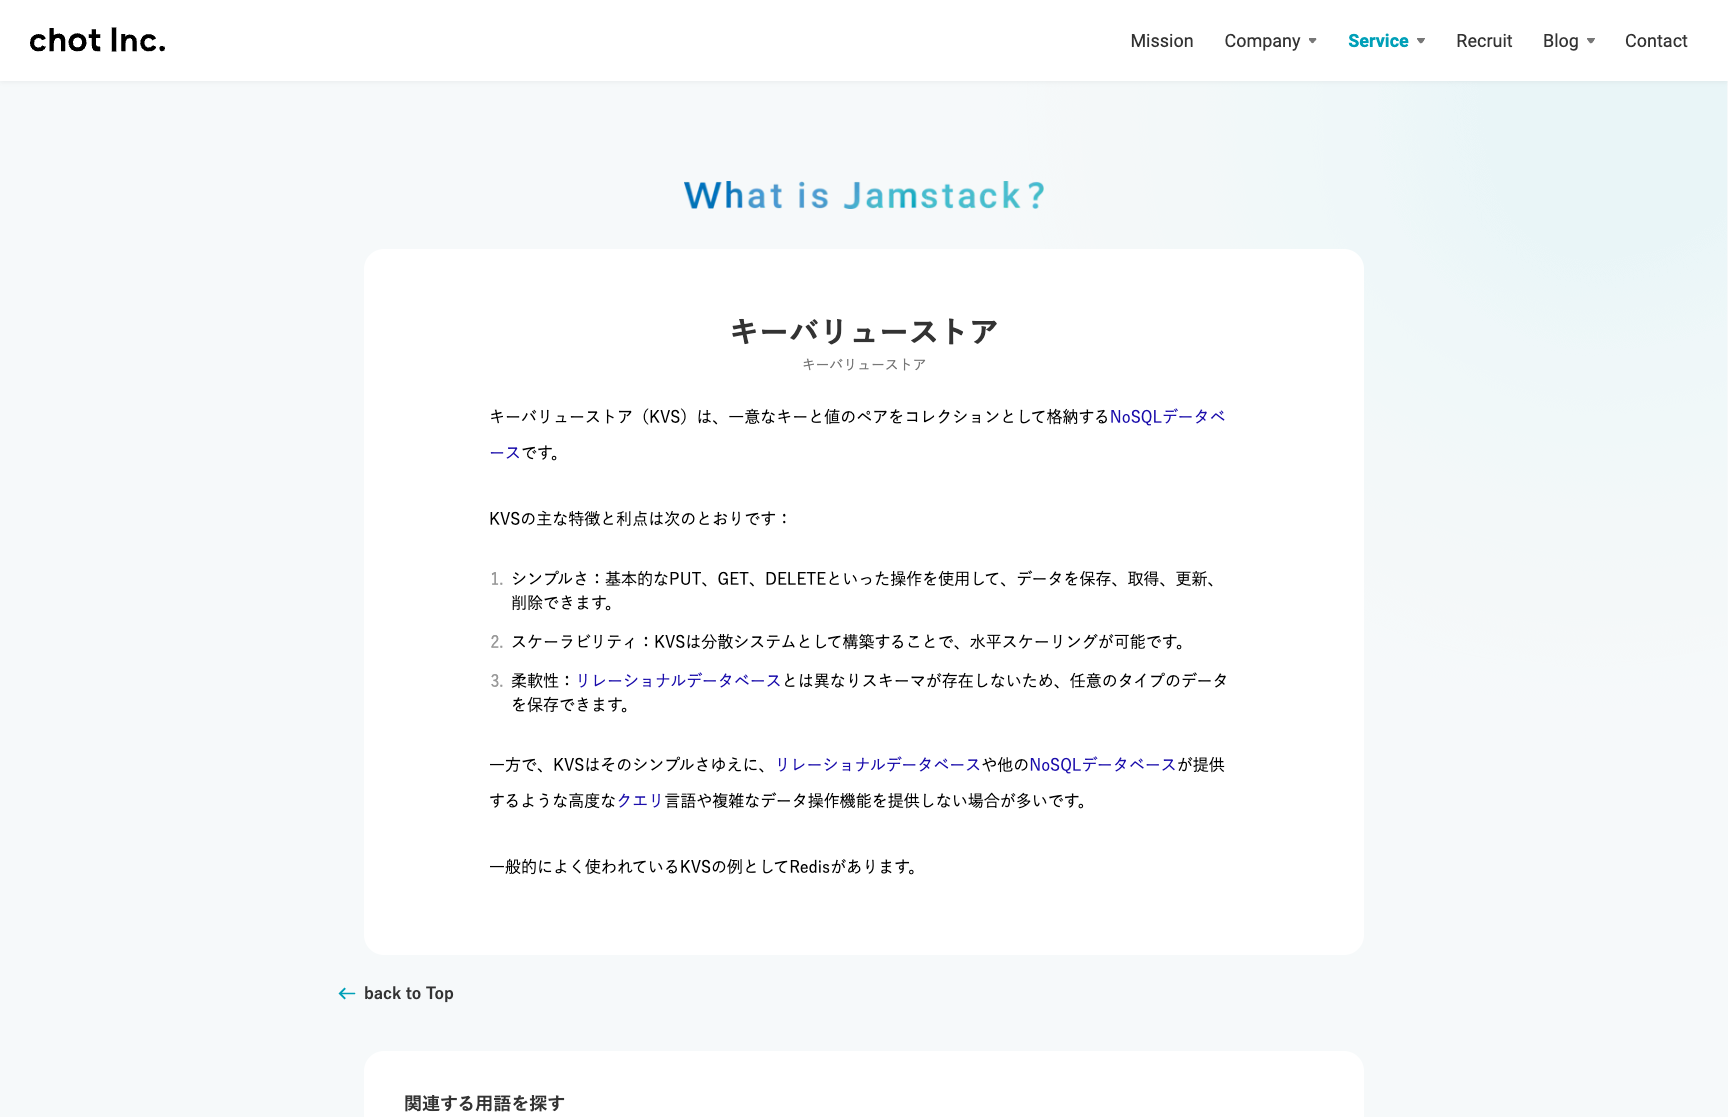 chot Inc.
Mission Company Service Recruit Blog Contact
What is Jamstack?
キーバリューストア
キーバリューストア
キーバリューストア（KVS）は、一意なキーと値のペアをコレクションとして格納するNoSQLデータベ
ースです。
KVSの主な特徴と利点は次のとおりです：
1. シンプルさ：基本的なPUT、GET、DELETEといった操作を使用して、データを保存、取得、更新、
削除できます。
2. スケーラビリティ：KVSは分散システムとして構築することで、水平スケーリングが可能です。
3. 柔軟性：リレーショナルデータベースとは異なりスキーマが存在しないため、任意のタイプのデータ
を保存できます。
一方で、KVSはそのシンプルさゆえに、リレーショナルデータベースや他のNoSQLデータベースが提供
するような高度なクエリ言語や複雑なデータ操作機能を提供しない場合が多いです。
一般的によく使われているKVSの例としてRedisがあります。
← back to Top
関連する用語を探す